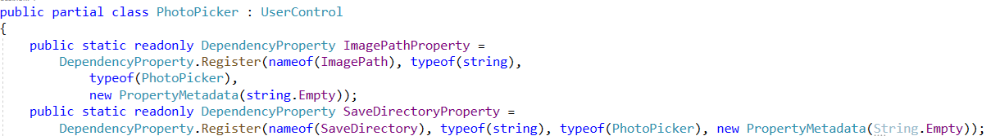 public partial class PhotoPicker : UserControl
{
    public static readonly DependencyProperty ImagePathProperty =
        DependencyProperty.Register(nameof(ImagePath), typeof(string),
            typeof(PhotoPicker),
            new PropertyMetadata(string.Empty));
    public static readonly DependencyProperty SaveDirectoryProperty =
        DependencyProperty.Register(nameof(SaveDirectory), typeof(string), typeof(PhotoPicker), new PropertyMetadata(String.Empty));